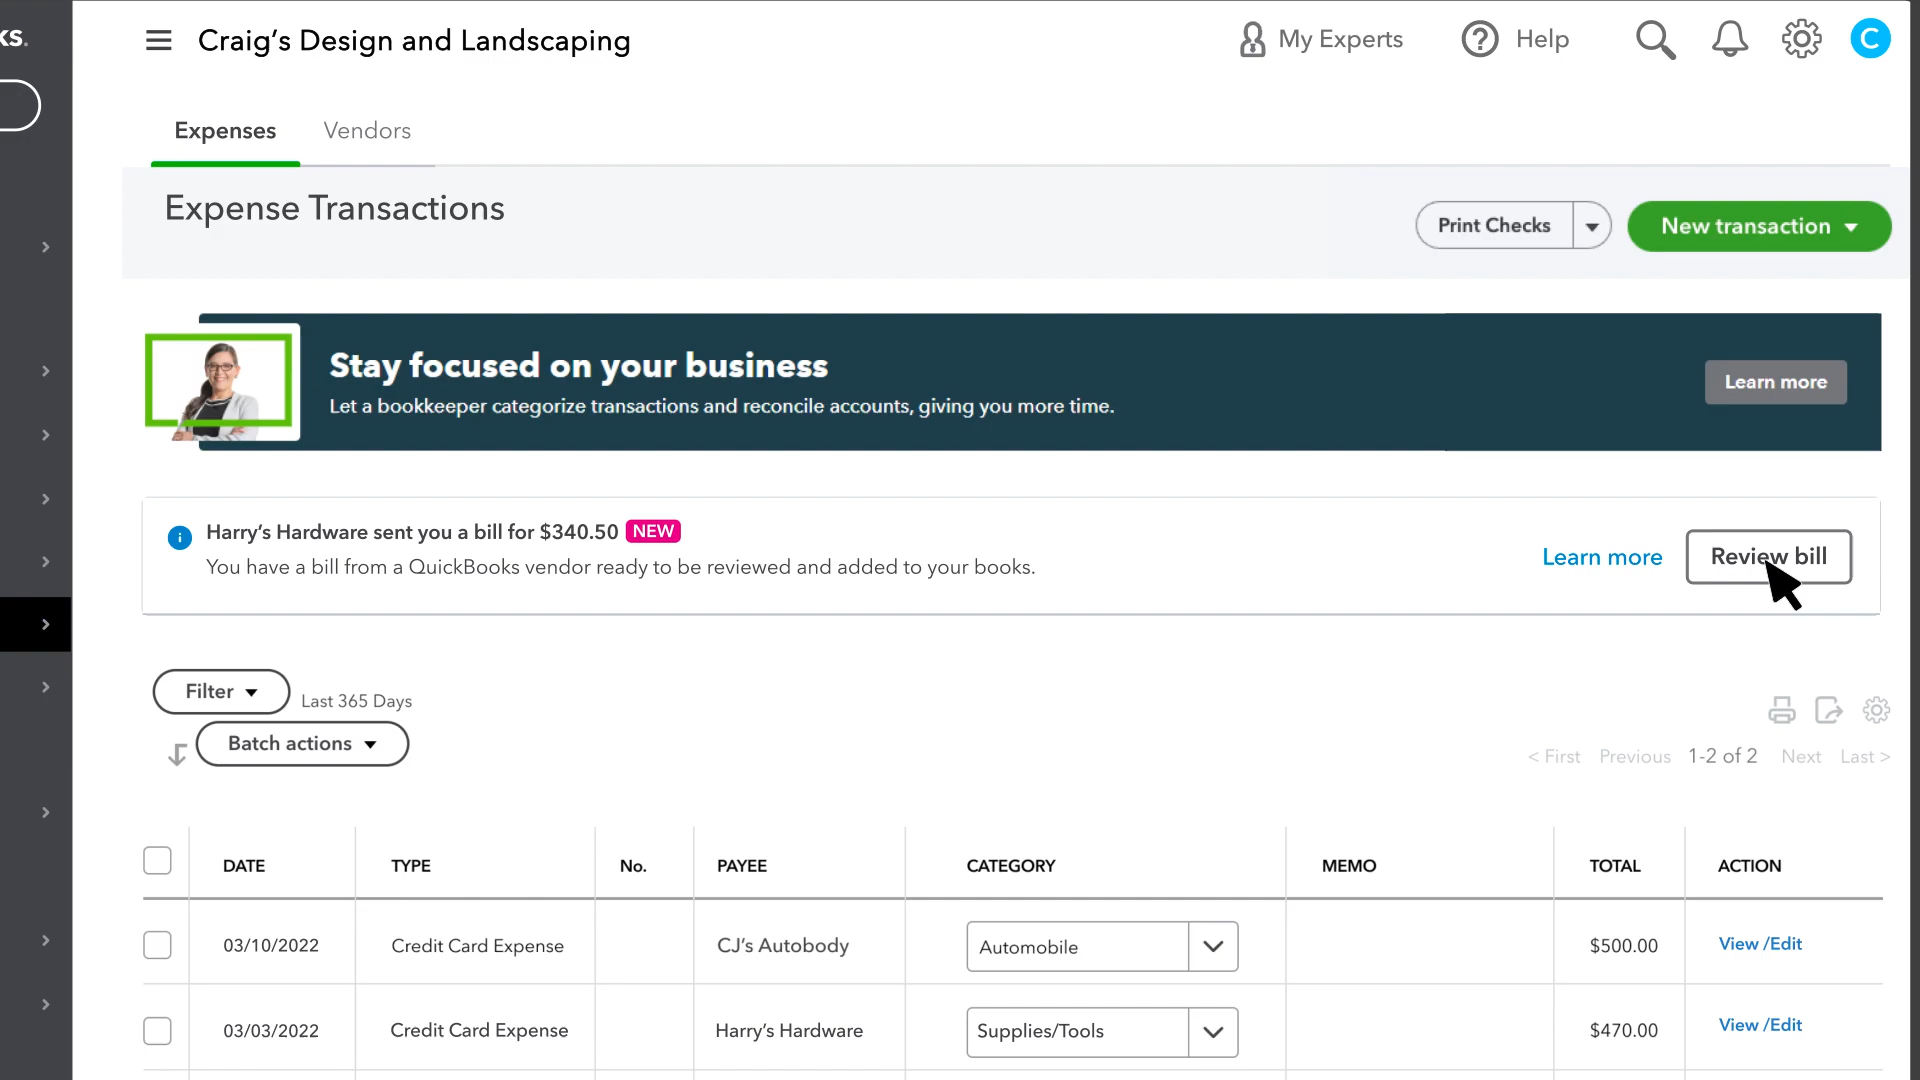 ks.
Craig's Design and Landscaping
My Experts
Help
C
Expenses
Vendors
Expense Transactions
Print Checks
New transaction
Stay focused on your business
Let a bookkeeper categorize transactions and reconcile accounts, giving you more time.
Learn more
Harry's Hardware sent you a bill for $340.50 NEW
You have a bill from a QuickBooks vendor ready to be reviewed and added to your books.
Learn more
Review bill
Filter
Last 365 Days
Batch actions
< First Previous 1-2 of 2 Next Last >
DATE TYPE No. PAYEE CATEGORY MEMO TOTAL ACTION
03/10/2022 Credit Card Expense CJ's Autobody Automobile $500.00 View /Edit
03/03/2022 Credit Card Expense Harry's Hardware Supplies/Tools $470.00 View /Edit